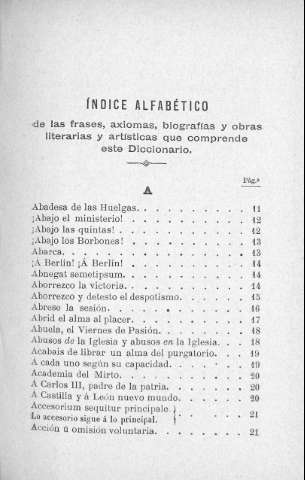 ÍNDICE ALFABÉTICO
de las frases, axiomas, biografías y obras
literarias y artísticas que comprende
este Diccionario.
A
Pág.ª
Abadesa de las Huelgas. . . . . . . . . . 11
¡Abajo el ministerio! . . . . . . . . . . 12
¡Abajo las quintas! . . . . . . . . . . 12
¡Abajo los Borbones! . . . . . . . . . . 13
Abarca. . . . . . . . . . . 13
¡Á Berlín! ¡Á Berlín! . . . . . . . . . . 14
Abnegat semetipsum. . . . . . . . . . 14
Aborrezco la victoria. . . . . . . . . . 14
Aborrezco y detesto el despotismo. . . . . . . 15
Abrese la sesión. . . . . . . . . . 16
Abrid el alma al placer. . . . . . . . . . 17
Abuela, el Viernes de Pasión. . . . . . . . 18
Abusos de la Iglesia y abusos en la Iglesia. . 18
Acabais de librar un alma del purgatorio. . . . 19
A cada uno según su capacidad. . . . . . . 19
Academia del Mirto. . . . . . . . . . 20
A Carlos III, padre de la patria. . . . . . . 20
A Castilla y á León nuevo mundo. . . . . . 20
Accesorium sequitur principale
Lo accesorio sigue á lo principal. } . . . . . . 21
Acción ú omisión voluntaria. . . . . . . . 21